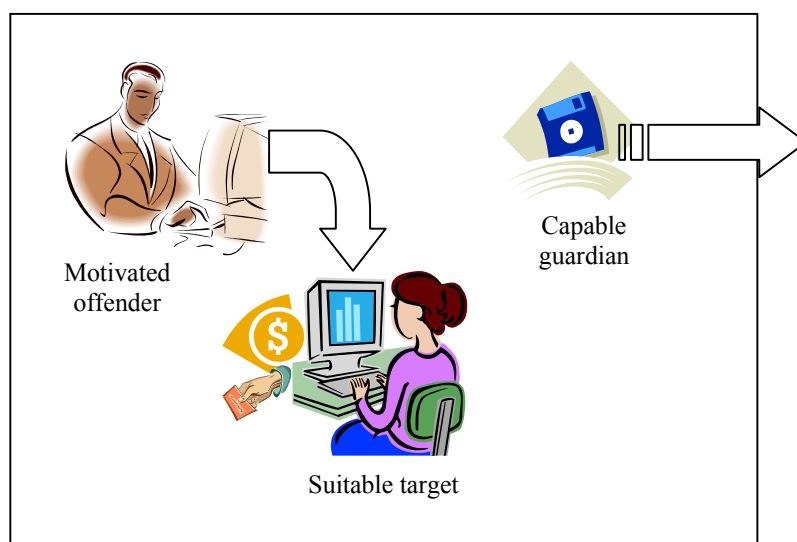 Motivated
offender
Capable
guardian
$
Suitable target